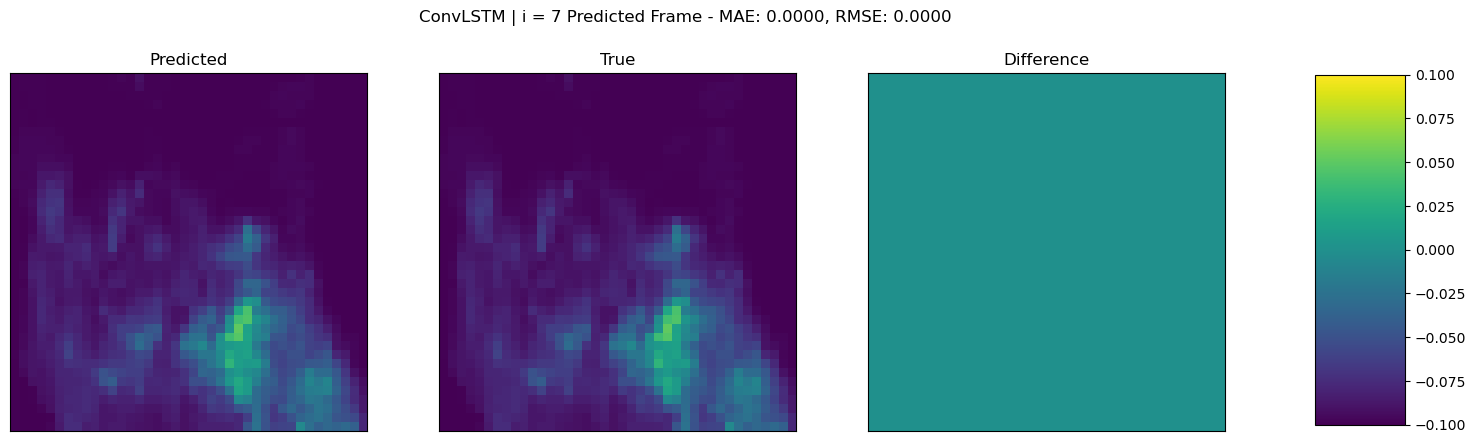 ConvLSTM | i = 7 Predicted Frame - MAE: 0.0000, RMSE: 0.0000
Predicted
True
Difference
0.100
0.075
0.050
0.025
0.000
−0.025
−0.050
−0.075
−0.100